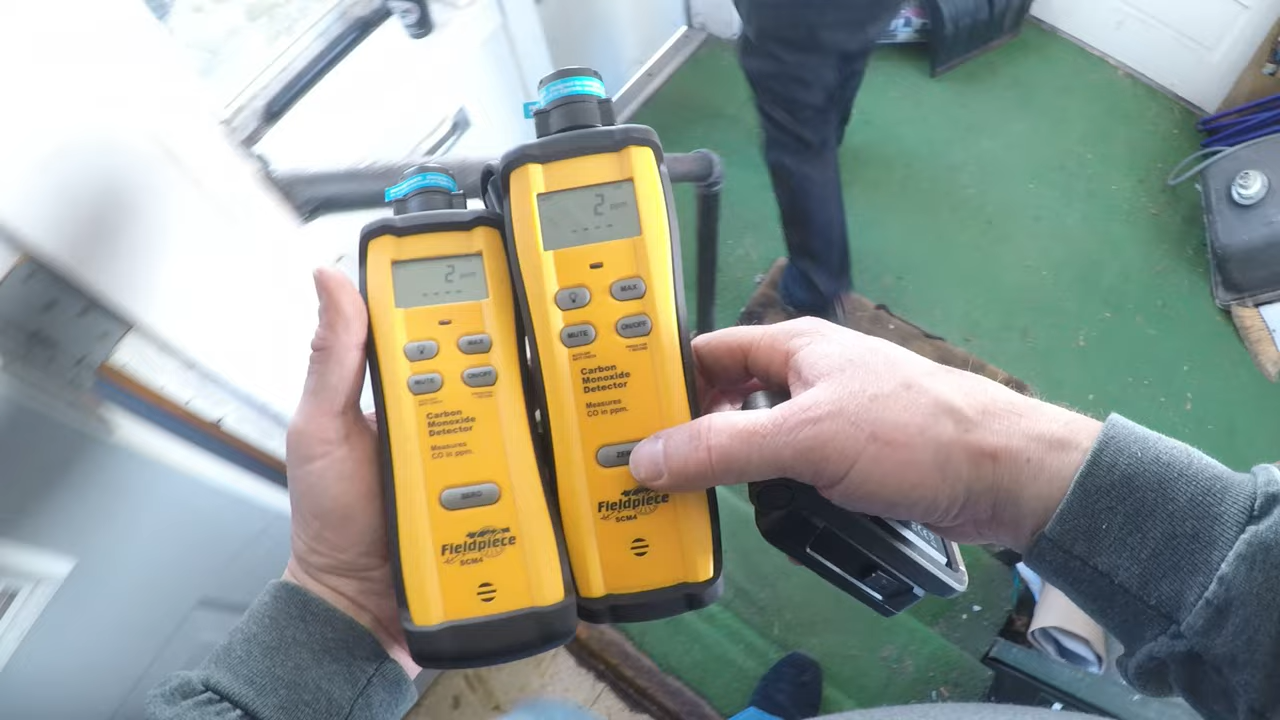 2 ppm
MAX
MUTE
ON/OFF
Carbon
Monoxide
Detector
Measures
CO in ppm.
ZERO
Fieldpiece
SCM4
2 ppm
MAX
MUTE
ON/OFF
Carbon
Monoxide
Detector
Measures
CO in ppm.
Fieldpiece
SCM4